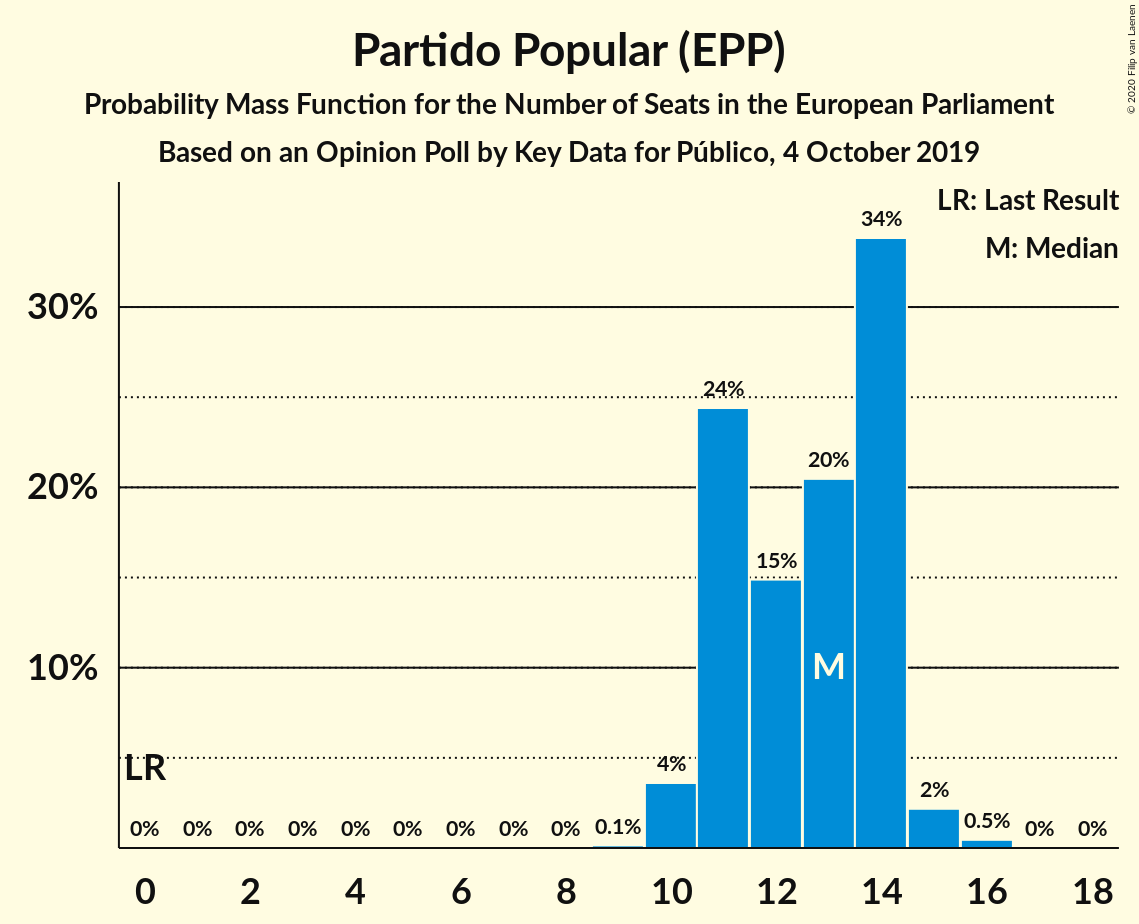 Partido Popular (EPP)
Probability Mass Function for the Number of Seats in the European Parliament
Based on an Opinion Poll by Key Data for Público, 4 October 2019
© 2020 Filip van Laenen
LR: Last Result
M: Median
34%
30%
24%
20%
20%
15%
10%
M
LR
4%
2%
0% 0% 0% 0% 0% 0% 0% 0% 0% 0.1% 0.5% 0% 0%
0 2 4 6 8 10 12 14 16 18